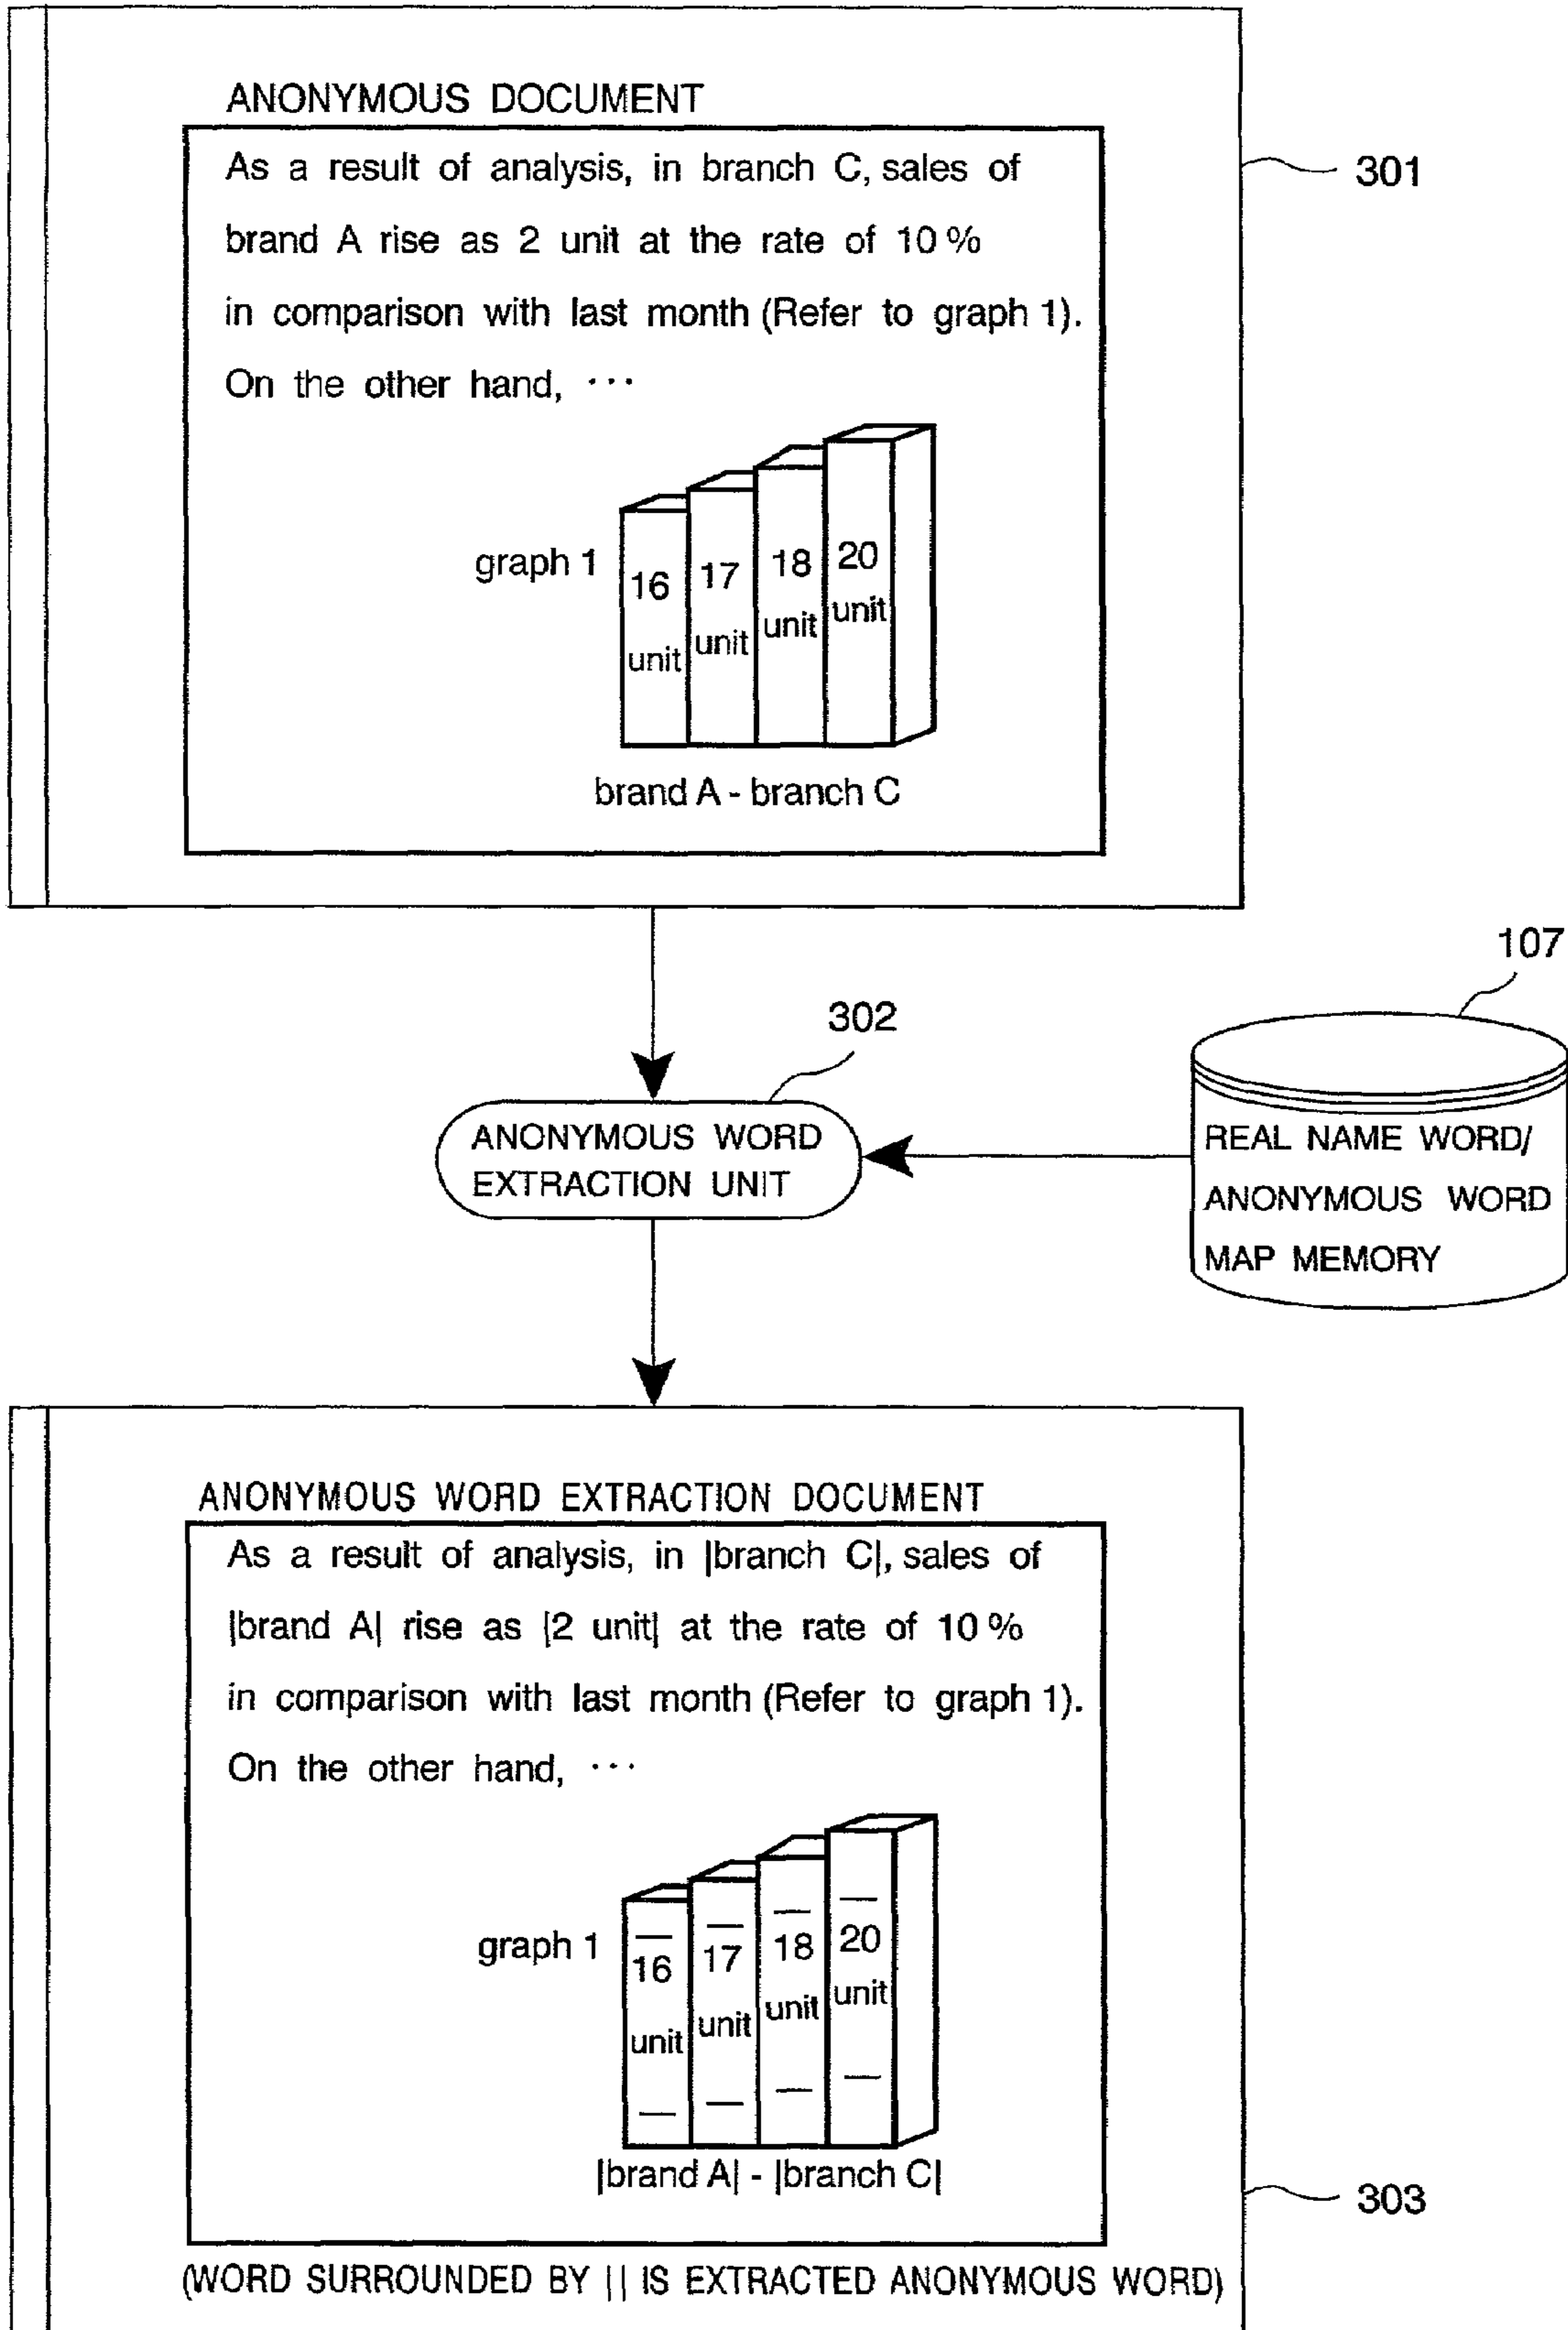 ANONYMOUS DOCUMENT
As a result of analysis, in branch C, sales of
brand A rise as 2 unit at the rate of 10%
in comparison with last month (Refer to graph 1).
On the other hand, ···
301
graph 1
16 unit
17 unit
18 unit
20 unit
brand A - branch C
107
302
ANONYMOUS WORD
EXTRACTION UNIT
REAL NAME WORD/
ANONYMOUS WORD
MAP MEMORY
ANONYMOUS WORD EXTRACTION DOCUMENT
As a result of analysis, in |branch C|, sales of
|brand A| rise as |2 unit| at the rate of 10%
in comparison with last month (Refer to graph 1).
On the other hand, ···
graph 1
|16 unit|
|17 unit|
|18 unit|
|20 unit|
|brand A| - |branch C|
303
(WORD SURROUNDED BY || IS EXTRACTED ANONYMOUS WORD)